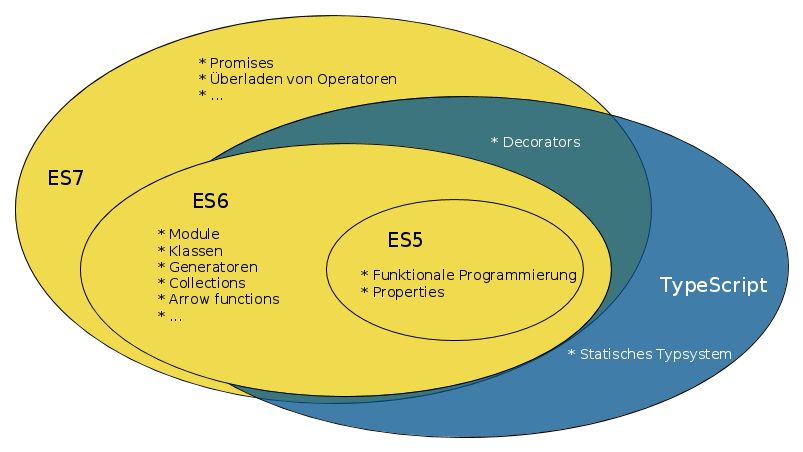 * Promises
* Überladen von Operatoren
* ...
* Decorators
ES7
ES6
* Module
* Klassen
* Generatoren
* Collections
* Arrow functions
* ...
ES5
* Funktionale Programmierung
* Properties
TypeScript
* Statisches Typsystem